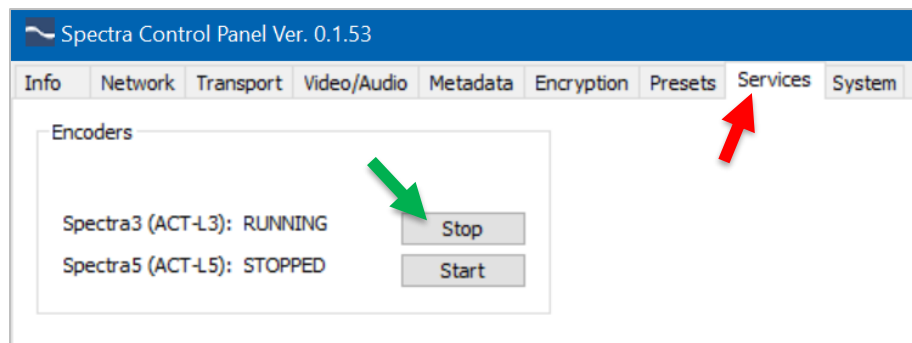 Spectra Control Panel Ver. 0.1.53
Info Network Transport Video/Audio Metadata Encryption Presets Services System
Encoders
Spectra3 (ACT-L3): RUNNING Stop
Spectra5 (ACT-L5): STOPPED Start